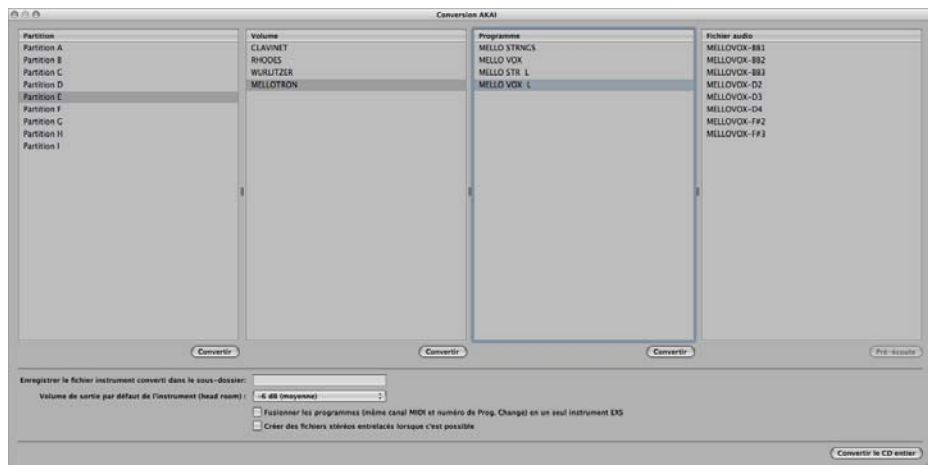 Conversion AKAI
Partition
Partition A
Partition B
Partition C
Partition D
Partition E
Partition F
Partition G
Partition H
Partition I
Volume
CLAVINET
RHODES
WURLITZER
MELLOTRON
Programme
MELLO STRNGS
MELLO VOX
MELLO STR L
MELLO VOX L
Fichier audio
MELLOVOX-BB1
MELLOVOX-BB2
MELLOVOX-BB3
MELLOVOX-D2
MELLOVOX-D3
MELLOVOX-D4
MELLOVOX-F#2
MELLOVOX-F#3
Convertir
Convertir
Convertir
Pré-écoute
Enregistrer le fichier instrument converti dans le sous-dossier:
Volume de sortie par défaut de l'instrument (head room) : -6 dB (moyenne)
Fusionner les programmes (même canal MIDI et numéro de Prog. Change) en un seul instrument EXS
Créer des fichiers stéréos entrelacés lorsque c'est possible
Convertir le CD entier